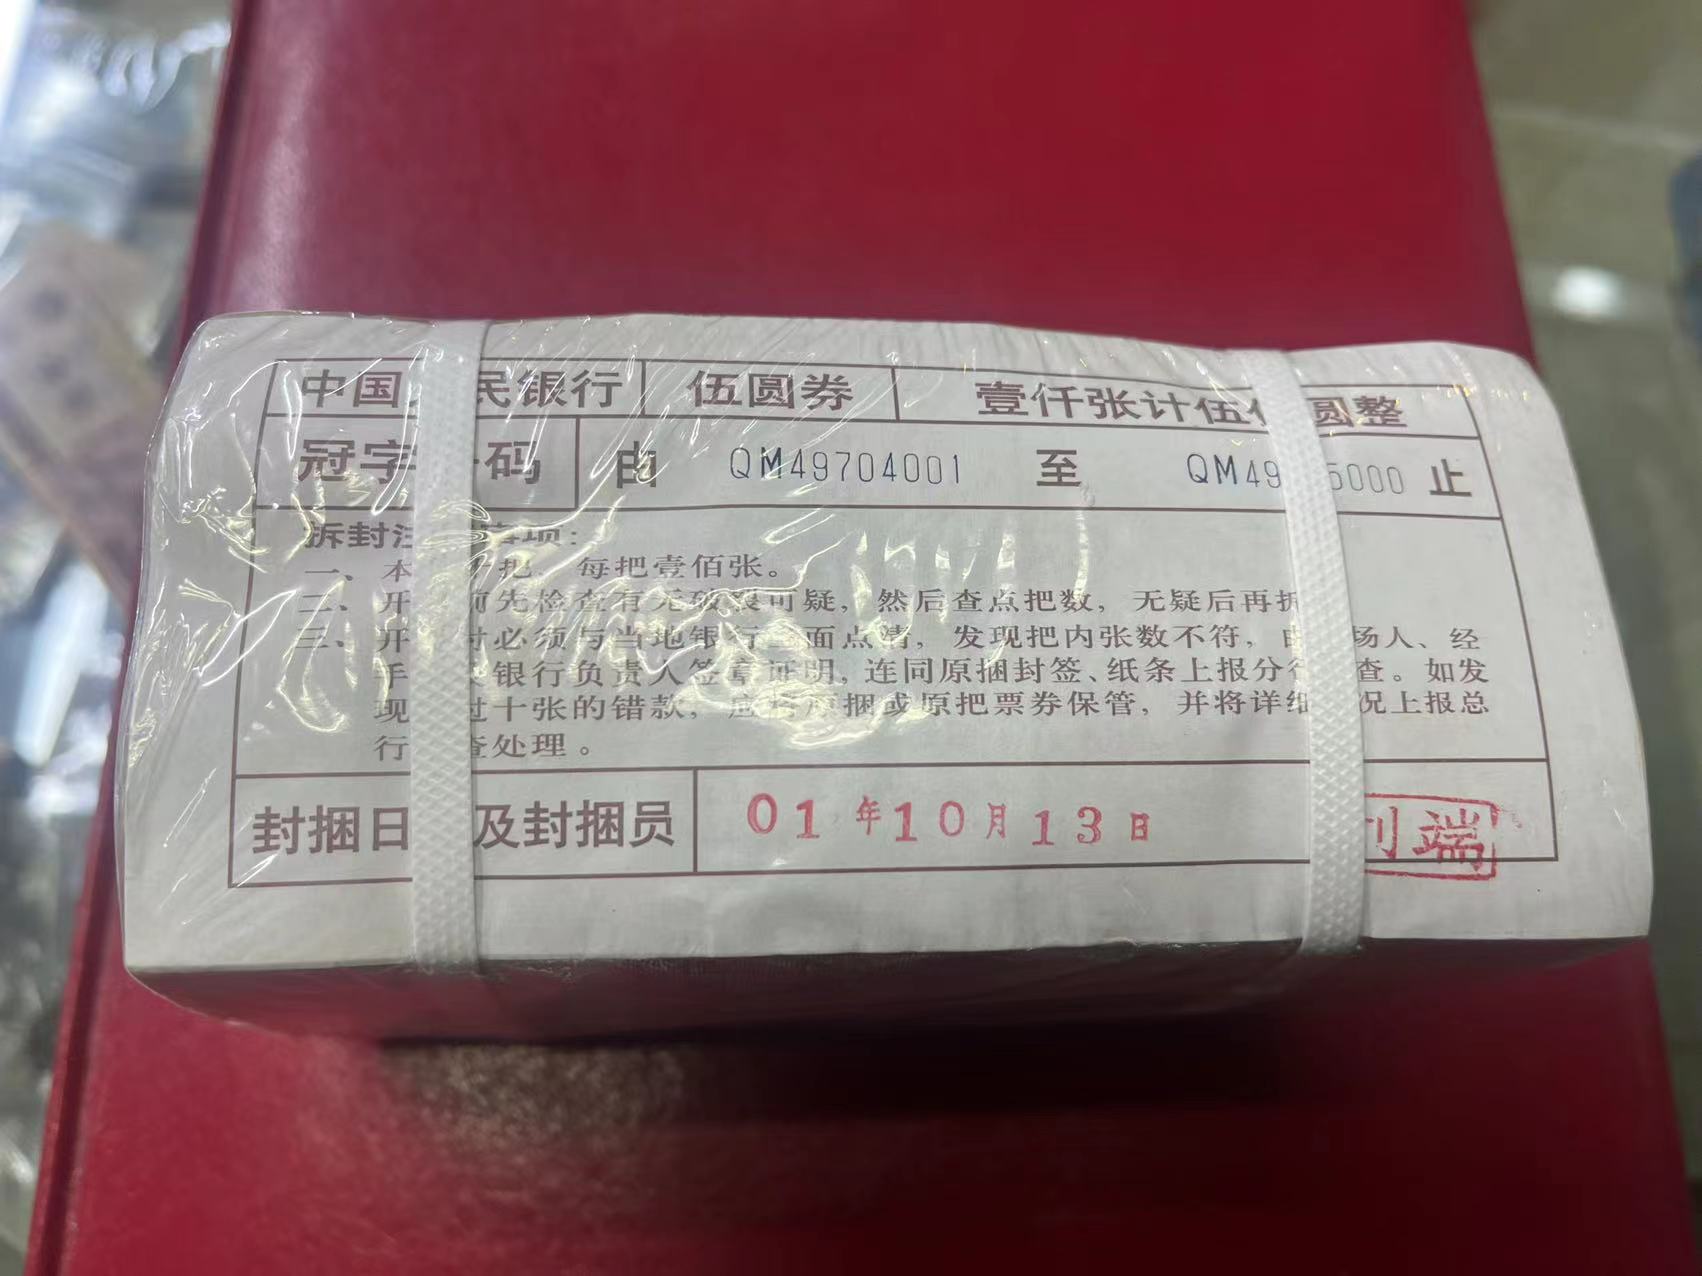 中国 民银行 伍圆券 壹仟张计伍 圆整
冠字 码 由 QM49704001 至 QM49 5000 止
拆封注 事项：
一、本 把，每把壹佰张。
二、开 前先检查有无破裂可疑，然后查点把数，无疑后再拆
三、开 时必须与当地银行 面点清，发现把内张数不符，由 场人、经
手 银行负责人签章证明，连同原捆封签、纸条上报分行 查。如发
现 过十张的错款，应将原捆或原把票券保管，并将详细 况上报总
行 查处理。
封捆日 及封捆员 01年10月13日 端